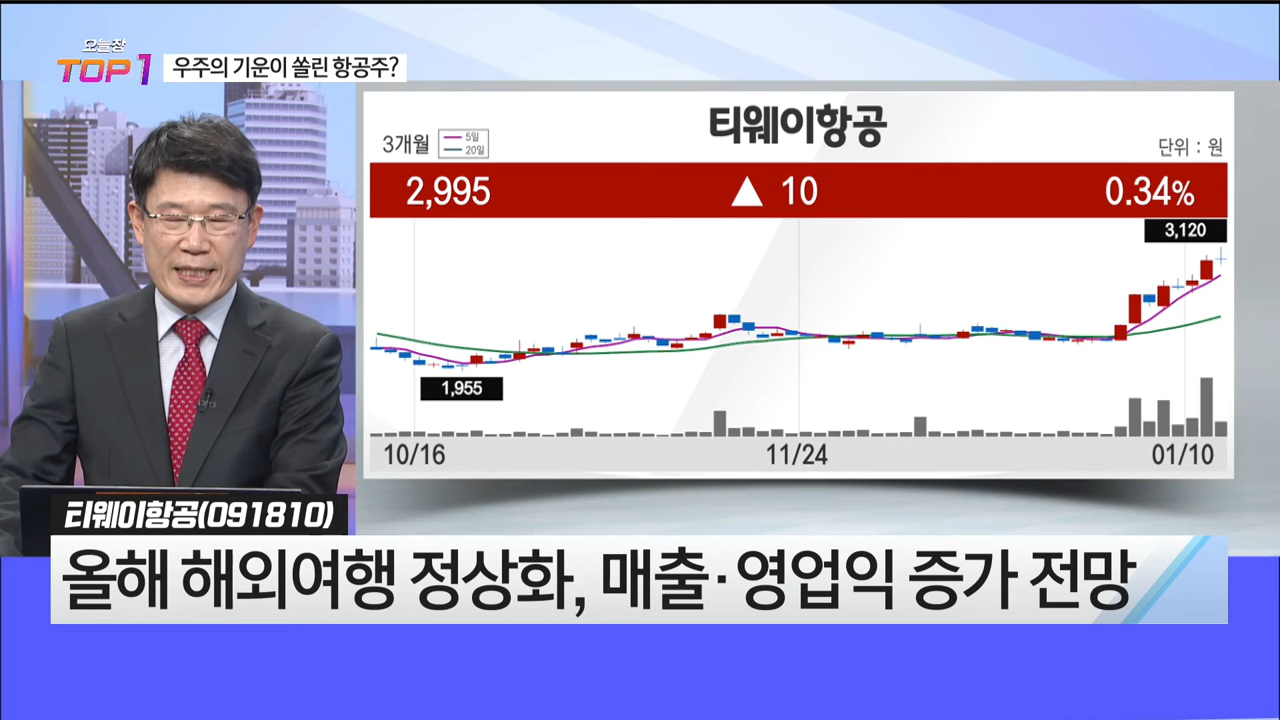 오늘장
TOP 1
우주의 기운이 쏠린 항공주?
티웨이항공
3개월
5일
20일
단위 : 원
2,995 ▲ 10 0.34%
3,120
1,955
10/16 11/24 01/10
티웨이항공(091810)
올해 해외여행 정상화, 매출·영업익 증가 전망